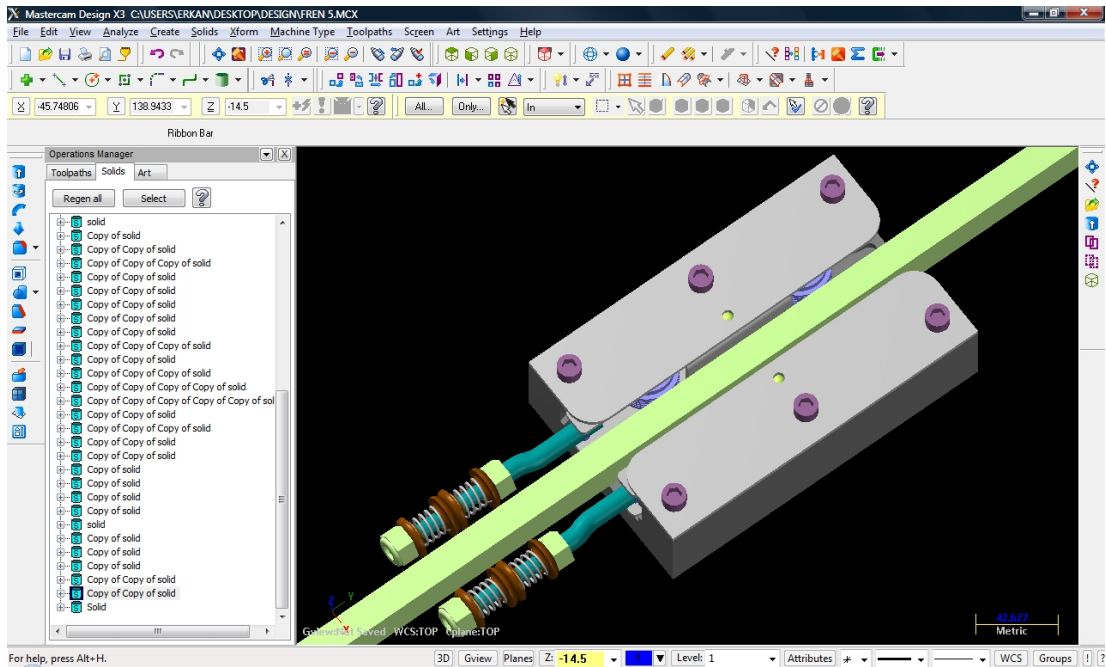 Mastercam Design X3 C:\USERS\ERKAN\DESKTOP\DESIGN\FREN 5.MCX
File Edit View Analyze Create Solids Xform Machine Type Toolpaths Screen Art Settings Help
X 45.74806 Y 138.9433 Z -14.5 All... Only... In
Ribbon Bar
Operations Manager
Toolpaths Solids Art
Regen all Select
solid
Copy of solid
Copy of Copy of solid
Copy of Copy of Copy of solid
Copy of Copy of solid
Copy of Copy of solid
Copy of Copy of solid
Copy of Copy of solid
Copy of Copy of solid
Copy of Copy of Copy of solid
Copy of Copy of solid
Copy of Copy of Copy of solid
Copy of Copy of Copy of Copy of solid
Copy of Copy of Copy of Copy of Copy of sol
Copy of Copy of solid
Copy of Copy of Copy of solid
Copy of Copy of solid
Copy of Copy of solid
Copy of solid
Copy of solid
Copy of solid
Copy of solid
solid
Copy of solid
Copy of solid
Copy of solid
Copy of Copy of solid
Copy of Copy of solid
Solid
Z Y
X
Gview:Not Saved WCS:TOP Cplane:TOP
42.627
Metric
For help, press Alt+H.
3D Gview Planes Z: -14.5 Level: 1 Attributes WCS Groups ! ?